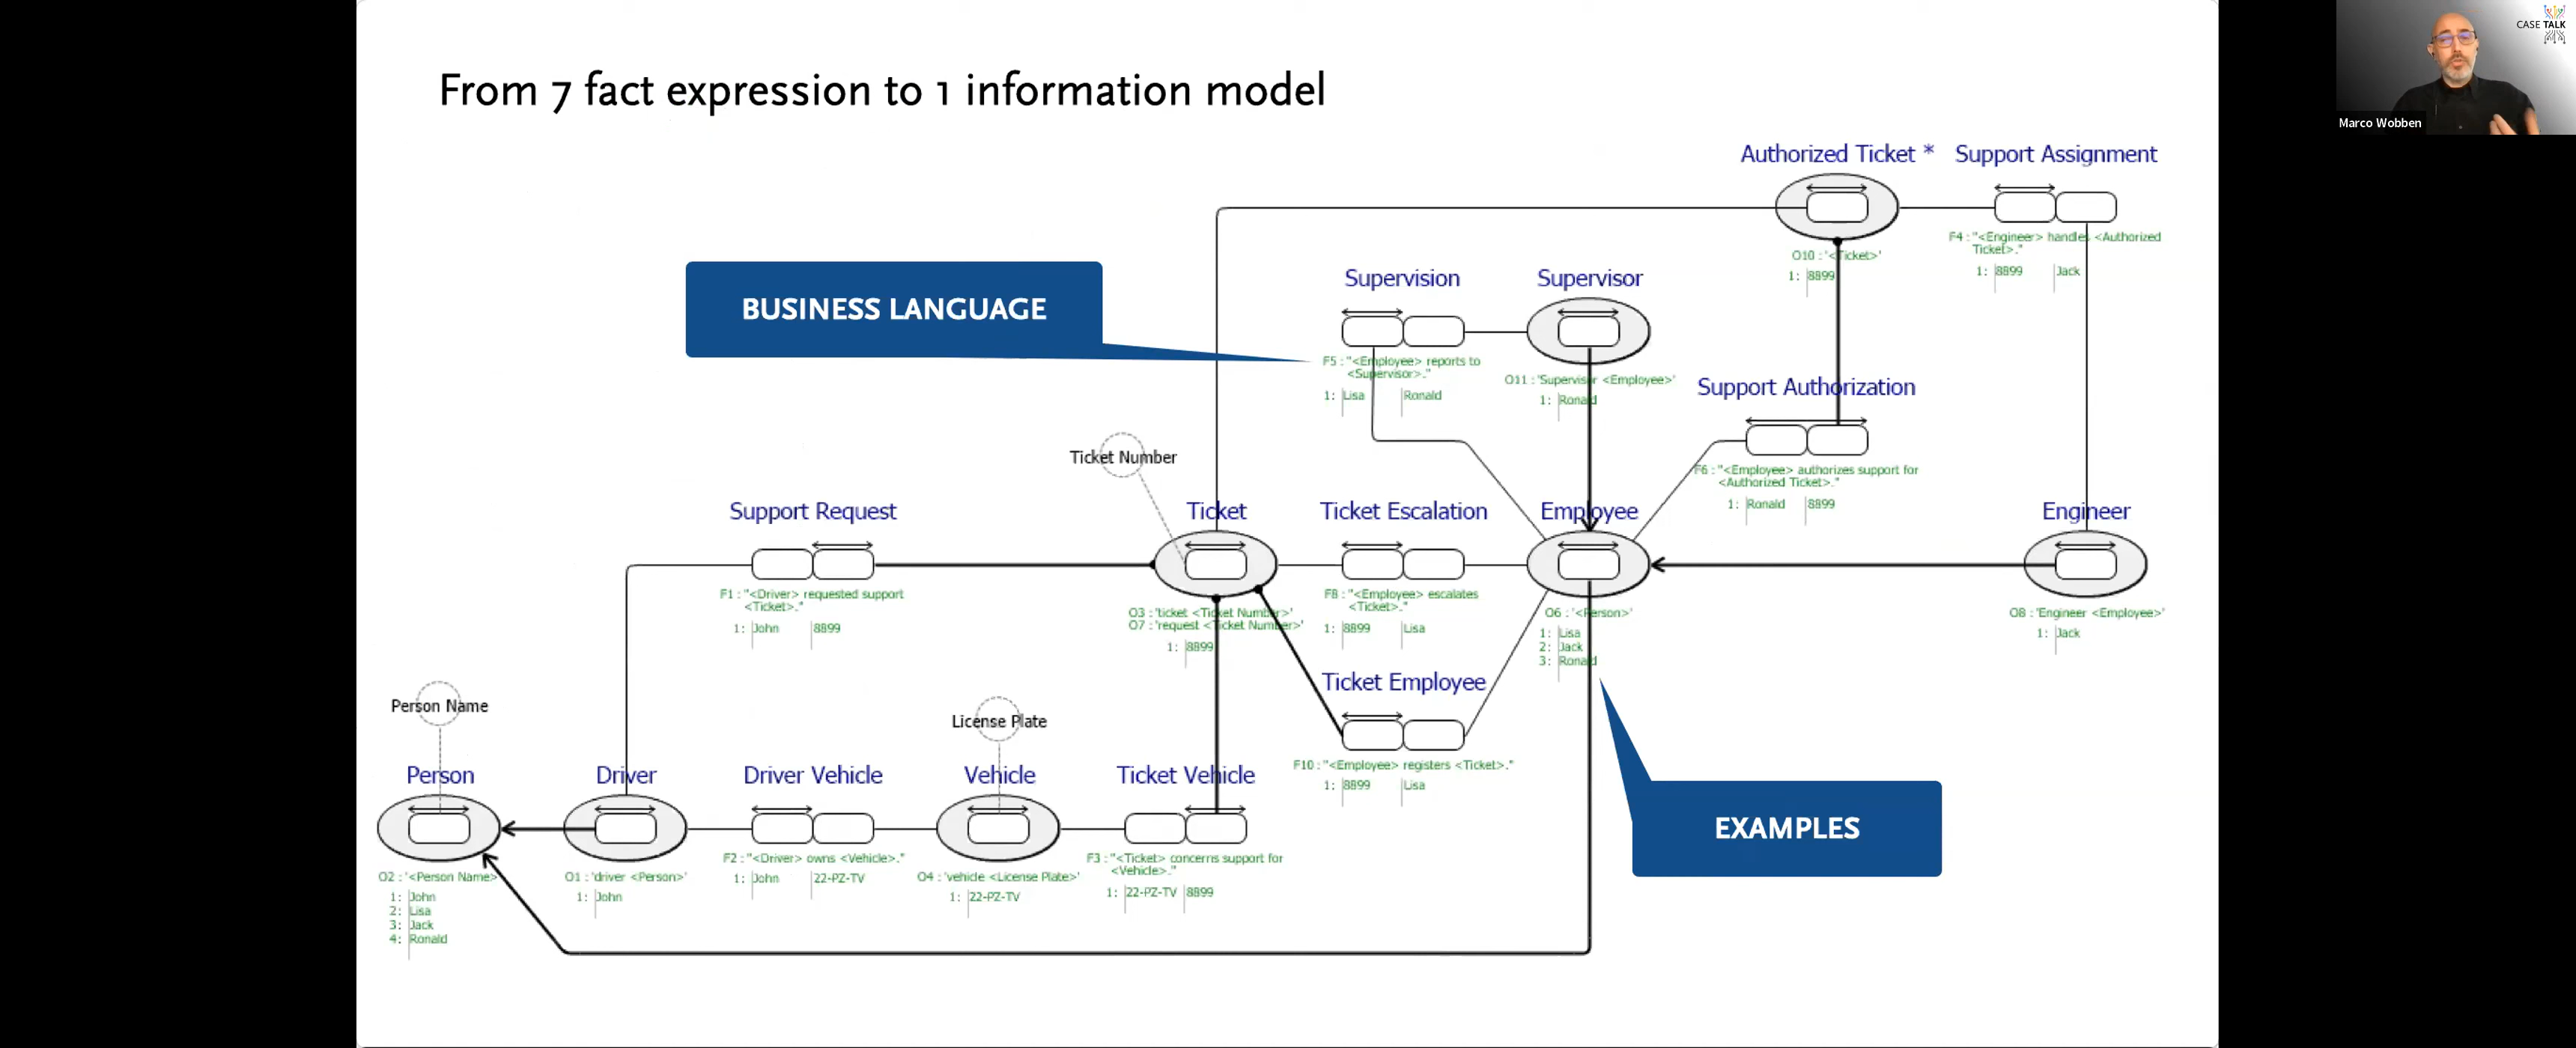 From 7 fact expression to 1 information model
CASE TALK
Marco Wobben
Authorized Ticket *
Support Assignment
F4 : "<Engineer> handles <Authorized
Ticket>."
1: 8899 Jack
O10 : '<Ticket>'
1: 8899
BUSINESS LANGUAGE
Supervision
Supervisor
F5 : "<Employee> reports to
<Supervisor>."
1: Lisa Ronald
O11 : 'Supervisor <Employee>'
1: Ronald
Support Authorization
F6 : "<Employee> authorizes support for
<Authorized Ticket>."
1: Ronald 8899
Ticket Number
Support Request
F1 : "<Driver> requested support
<Ticket>."
1: John 8899
Ticket
O3 : 'ticket <Ticket Number>'
O7 : 'request <Ticket Number>'
1: 8899
Ticket Escalation
F8 : "<Employee> escalates
<Ticket>."
1: 8899 Lisa
Employee
O6 : '<Person>'
1: Lisa
2: Jack
3: Ronald
Engineer
O8 : 'Engineer <Employee>'
1: Jack
Ticket Employee
F10 : "<Employee> registers <Ticket>."
1: 8899 Lisa
EXAMPLES
Person Name
Person
O2 : '<Person Name>'
1: John
2: Lisa
3: Jack
4: Ronald
Driver
O1 : 'driver <Person>'
1: John
Driver Vehicle
F2 : "<Driver> owns <Vehicle>."
1: John 22-PZ-TV
License Plate
Vehicle
O4 : 'vehicle <License Plate>'
1: 22-PZ-TV
Ticket Vehicle
F3 : "<Ticket> concerns support for
<Vehicle>."
1: 22-PZ-TV 8899